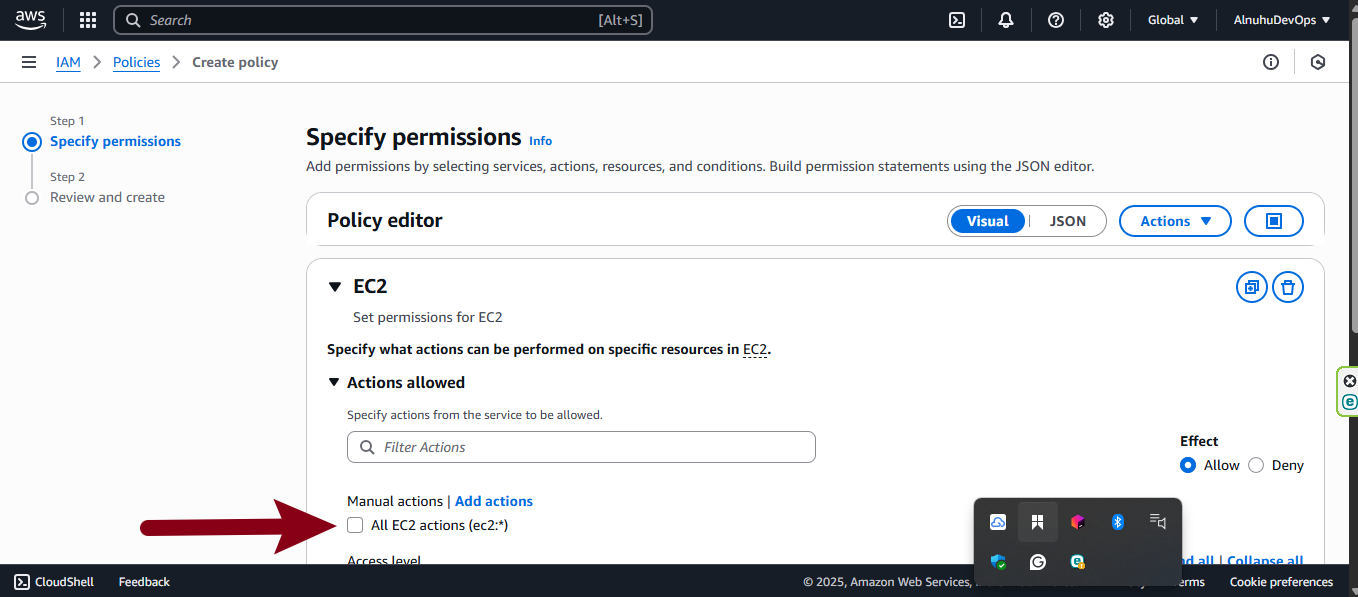 aws
Search [Alt+S]
Global
AlnuhuDevOps
IAM > Policies > Create policy
Step 1
Specify permissions
Step 2
Review and create
Specify permissions Info
Add permissions by selecting services, actions, resources, and conditions. Build permission statements using the JSON editor.
Policy editor
Visual | JSON
Actions
EC2
Set permissions for EC2
Specify what actions can be performed on specific resources in EC2.
Actions allowed
Specify actions from the service to be allowed.
Filter Actions
Effect
Allow Deny
Manual actions | Add actions
All EC2 actions (ec2:*)
Access level
all | Collapse all
CloudShell Feedback
© 2025, Amazon Web Services,
Cookie preferences